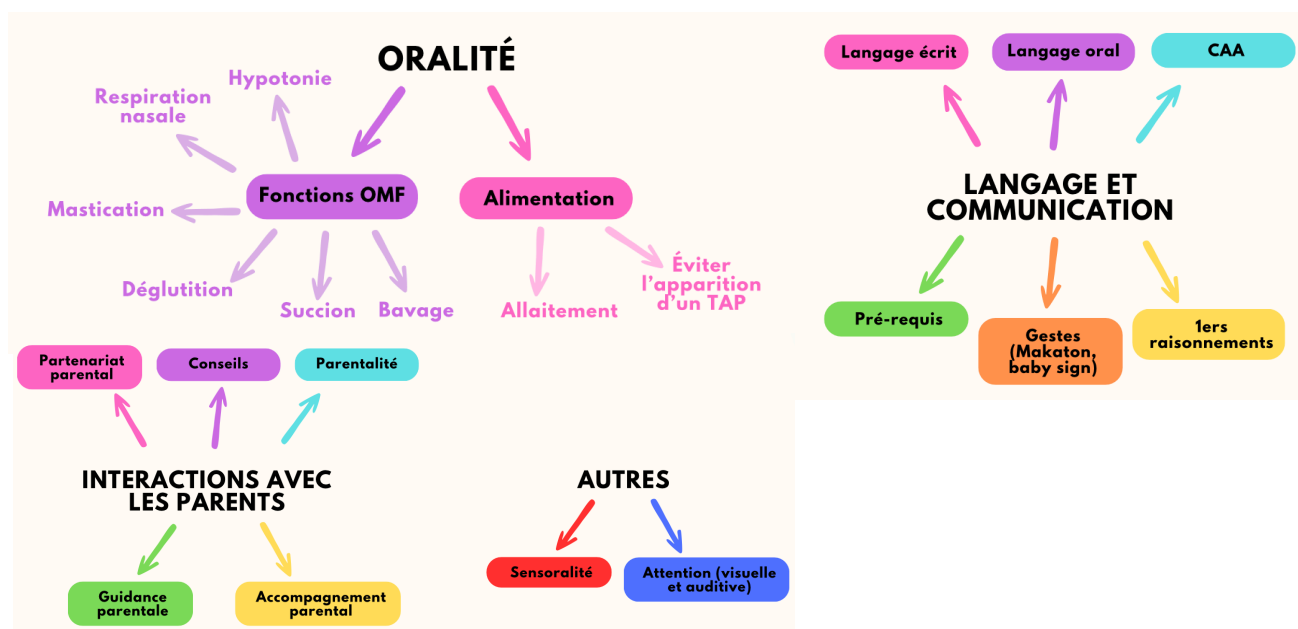 ORALITÉ
Hypotonie
Respiration
nasale
Fonctions OMF
Alimentation
Mastication
Déglutition
Succion
Bavage
Allaitement
Éviter
l'apparition
d'un TAP
Langage écrit
Langage oral
CAA
LANGAGE ET
COMMUNICATION
Pré-requis
Gestes
(Makaton,
baby sign)
1ers
raisonnements
Partenariat
parental
Conseils
Parentalité
INTERACTIONS AVEC
LES PARENTS
Guidance
parentale
Accompagnement
parental
AUTRES
Sensoralité
Attention (visuelle
et auditive)